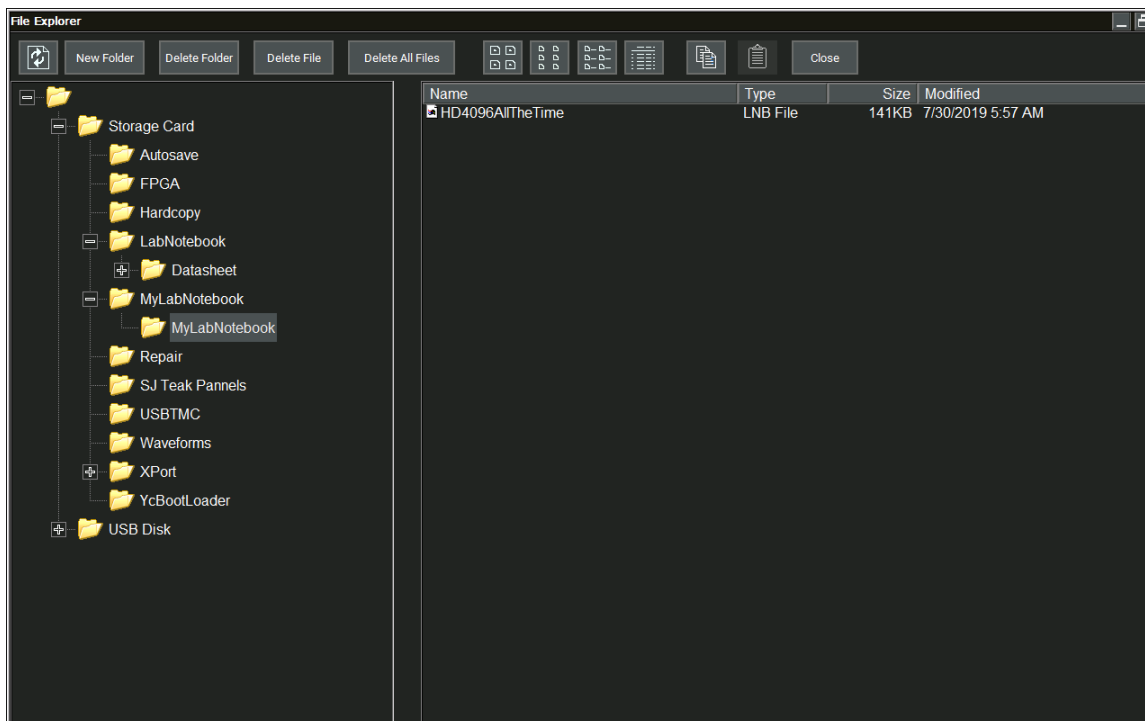 File Explorer
New Folder Delete Folder Delete File Delete All Files Close
Name Type Size Modified
HD4096AllTheTime LNB File 141KB 7/30/2019 5:57 AM
Storage Card
Autosave
FPGA
Hardcopy
LabNotebook
Datasheet
MyLabNotebook
MyLabNotebook
Repair
SJ Teak Pannels
USBTMC
Waveforms
XPort
YcBootLoader
USB Disk